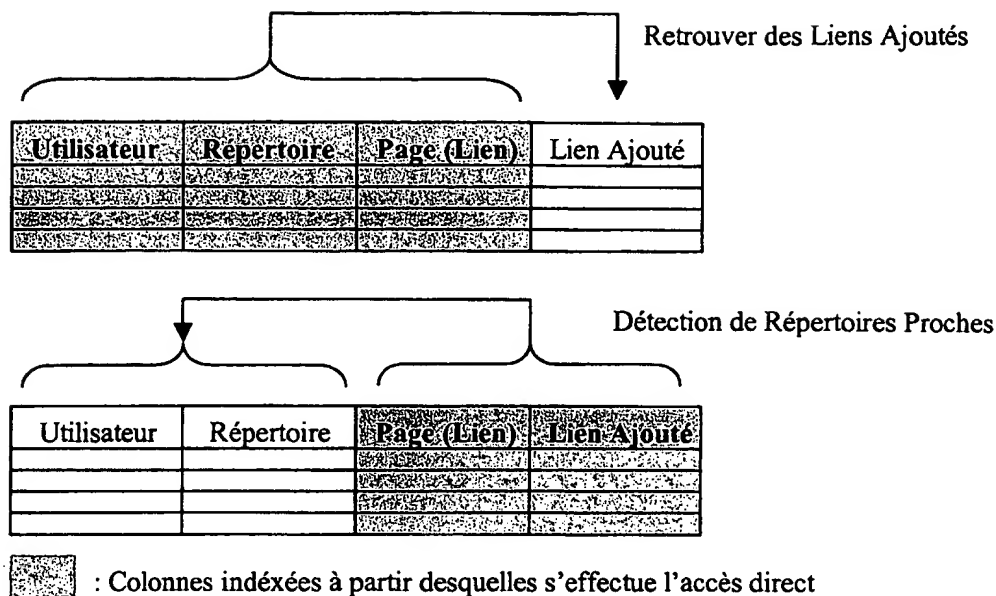 Retrouver des Liens Ajoutés
Utilisateur Répertoire Page (Lien) Lien Ajouté
Détection de Répertoires Proches
Utilisateur Répertoire Page (Lien) Lien Ajouté
: Colonnes indéxées à partir desquelles s'effectue l'accès direct